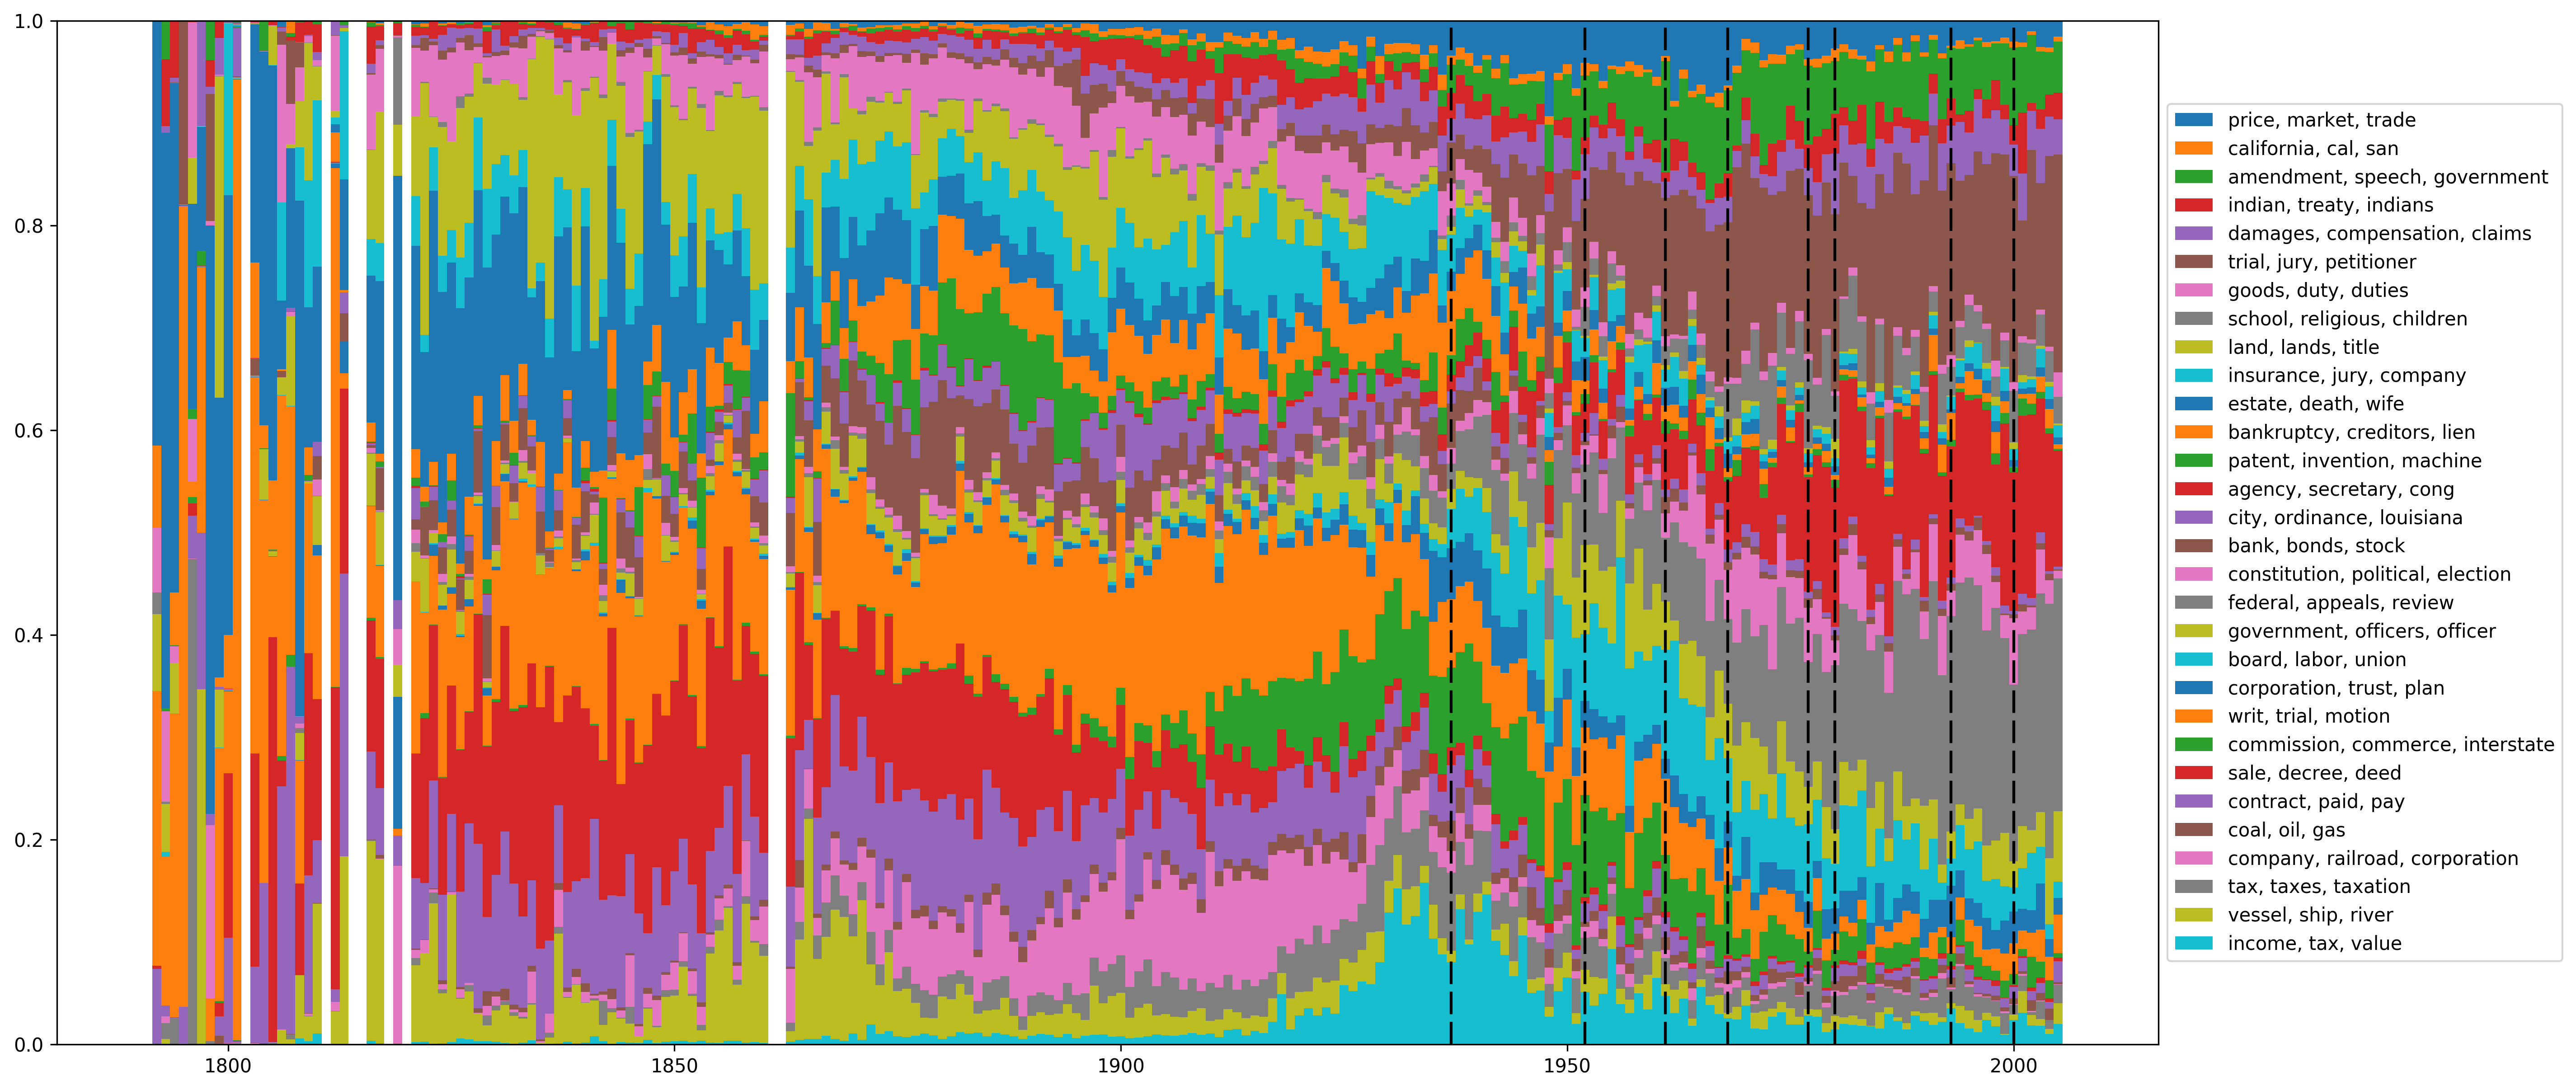 1.0
0.8
0.6
0.4
0.2
0.0
1800 1850 1900 1950 2000
price, market, trade
california, cal, san
amendment, speech, government
indian, treaty, indians
damages, compensation, claims
trial, jury, petitioner
goods, duty, duties
school, religious, children
land, lands, title
insurance, jury, company
estate, death, wife
bankruptcy, creditors, lien
patent, invention, machine
agency, secretary, cong
city, ordinance, louisiana
bank, bonds, stock
constitution, political, election
federal, appeals, review
government, officers, officer
board, labor, union
corporation, trust, plan
writ, trial, motion
commission, commerce, interstate
sale, decree, deed
contract, paid, pay
coal, oil, gas
company, railroad, corporation
tax, taxes, taxation
vessel, ship, river
income, tax, value